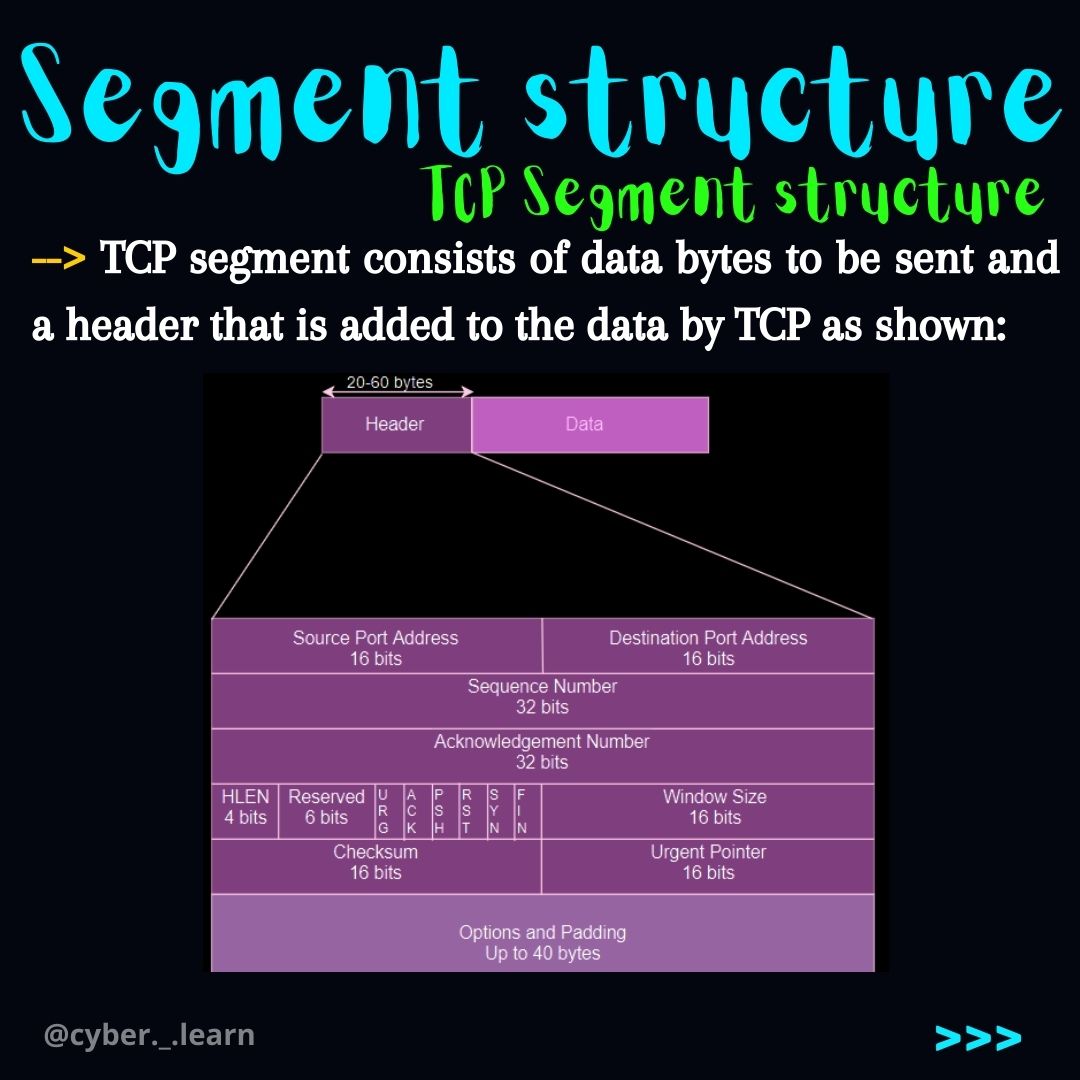 Segment structure
TCP Segment structure
--> TCP segment consists of data bytes to be sent and
a header that is added to the data by TCP as shown:
20-60 bytes
Header Data
Source Port Address Destination Port Address
16 bits 16 bits
Sequence Number
32 bits
Acknowledgement Number
32 bits
HLEN Reserved URG ACK PSH RST SYN FIN Window Size
4 bits 6 bits 16 bits
Checksum Urgent Pointer
16 bits 16 bits
Options and Padding
Up to 40 bytes
@cyber._.learn >>>